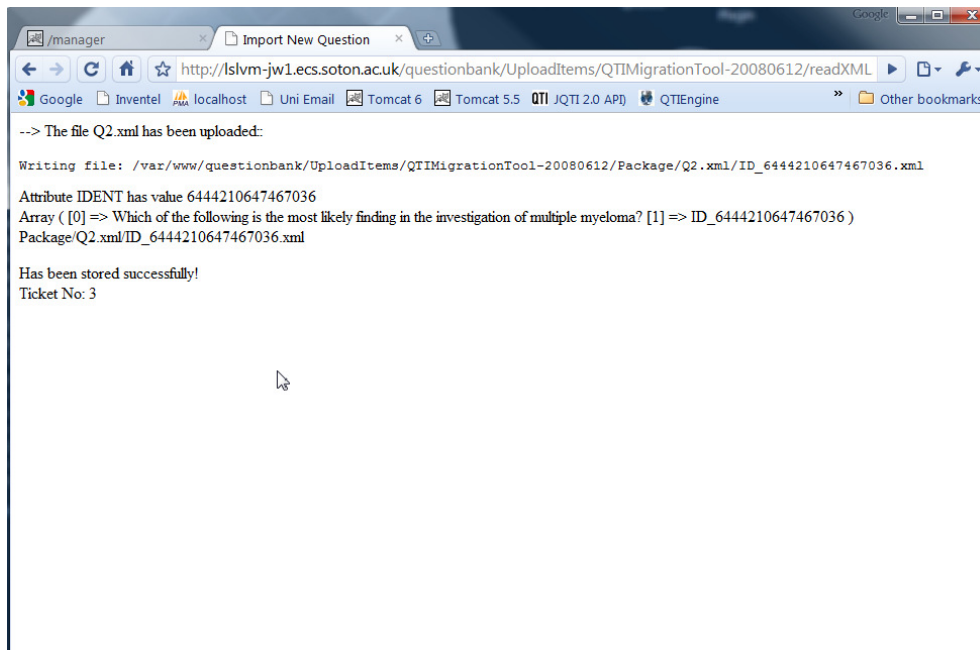 Google
/manager
Import New Question
http://lslvm-jw1.ecs.soton.ac.uk/questionbank/UploadItems/QTIMigrationTool-20080612/readXML
Google Inventel localhost Uni Email Tomcat 6 Tomcat 5.5 QTI JQTI 2.0 API) QTIEngine » Other bookmarks
--> The file Q2.xml has been uploaded::
Writing file: /var/www/questionbank/UploadItems/QTIMigrationTool-20080612/Package/Q2.xml/ID_6444210647467036.xml
Attribute IDENT has value 6444210647467036
Array ( [0] => Which of the following is the most likely finding in the investigation of multiple myeloma? [1] => ID_6444210647467036 )
Package/Q2.xml/ID_6444210647467036.xml
Has been stored successfully!
Ticket No: 3